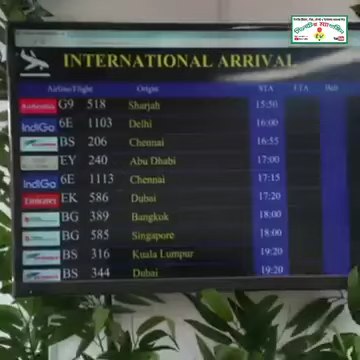 INTERNATIONAL ARRIVAL
Airline/Flight Origin STA ETA Belt
airarabia G9 518 Sharjah 15:50
IndiGo 6E 1103 Delhi 16:00
BS 206 Chennai 16:55
EY 240 Abu Dhabi 17:00
IndiGo 6E 1113 Chennai 17:15
Emirates EK 586 Dubai 17:20
BG 389 Bangkok 18:00
BG 585 Singapore 18:00
BS 316 Kuala Lumpur 19:20
BS 344 Dubai 19:20